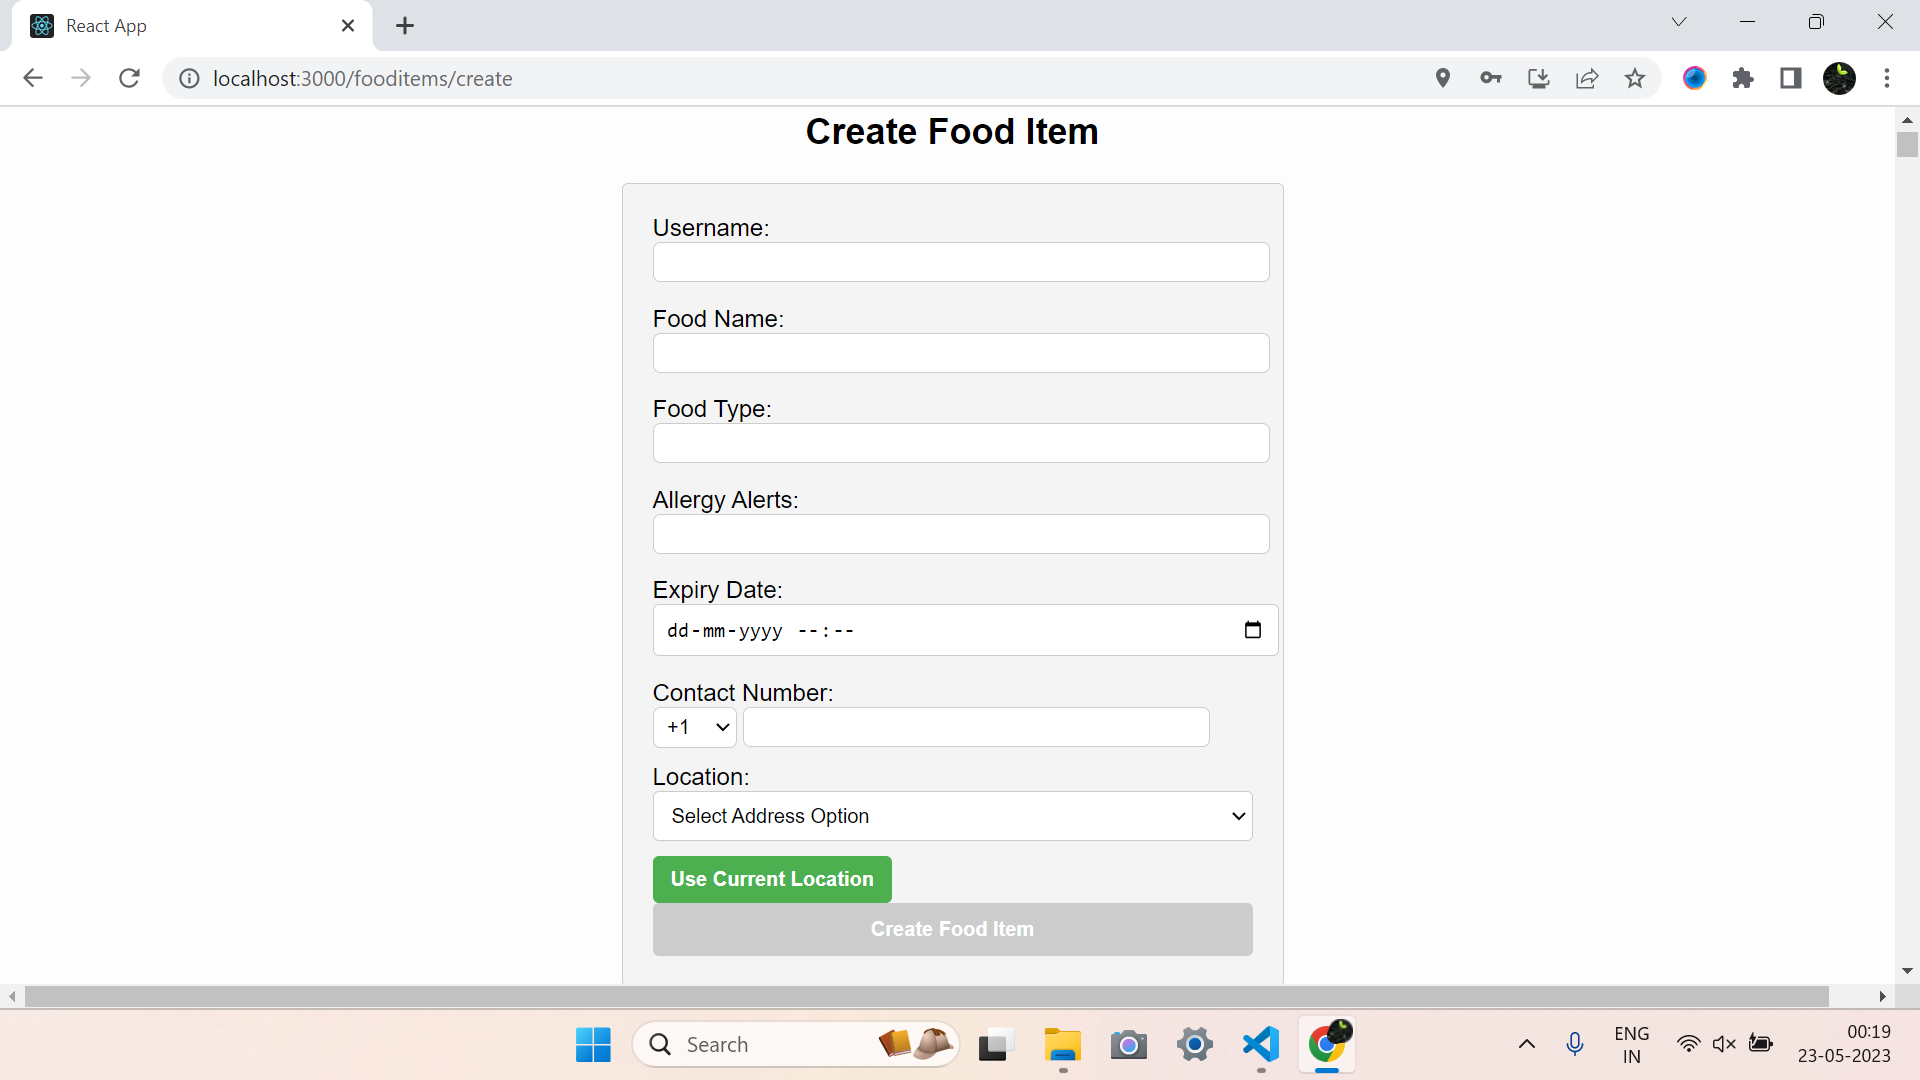 React App
localhost:3000/fooditems/create
Create Food Item
Username:
Food Name:
Food Type:
Allergy Alerts:
Expiry Date:
dd-mm-yyyy --:--
Contact Number:
+1
Location:
Select Address Option
Use Current Location
Create Food Item
Search
ENG
IN
00:19
23-05-2023